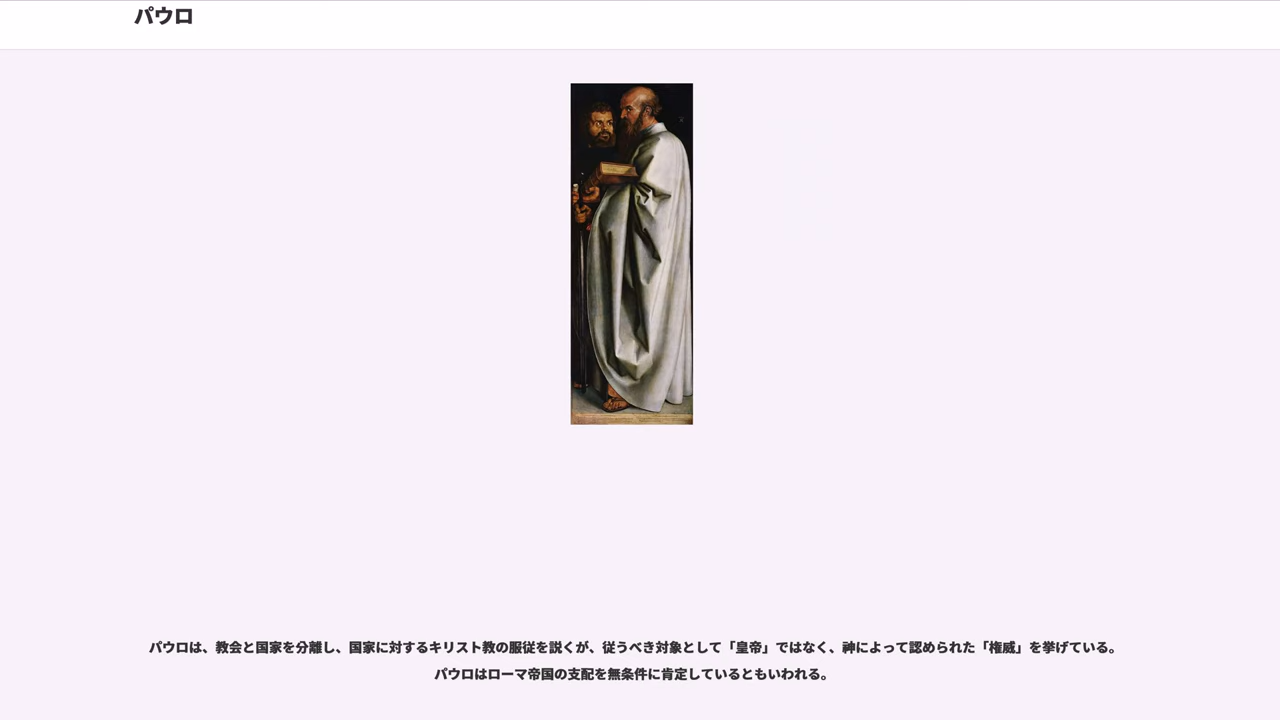 パウロ
パウロは、教会と国家を分離し、国家に対するキリスト教の服従を説くが、従うべき対象として「皇帝」ではなく、神によって認められた「権威」を挙げている。
パウロはローマ帝国の支配を無条件に肯定しているともいわれる。